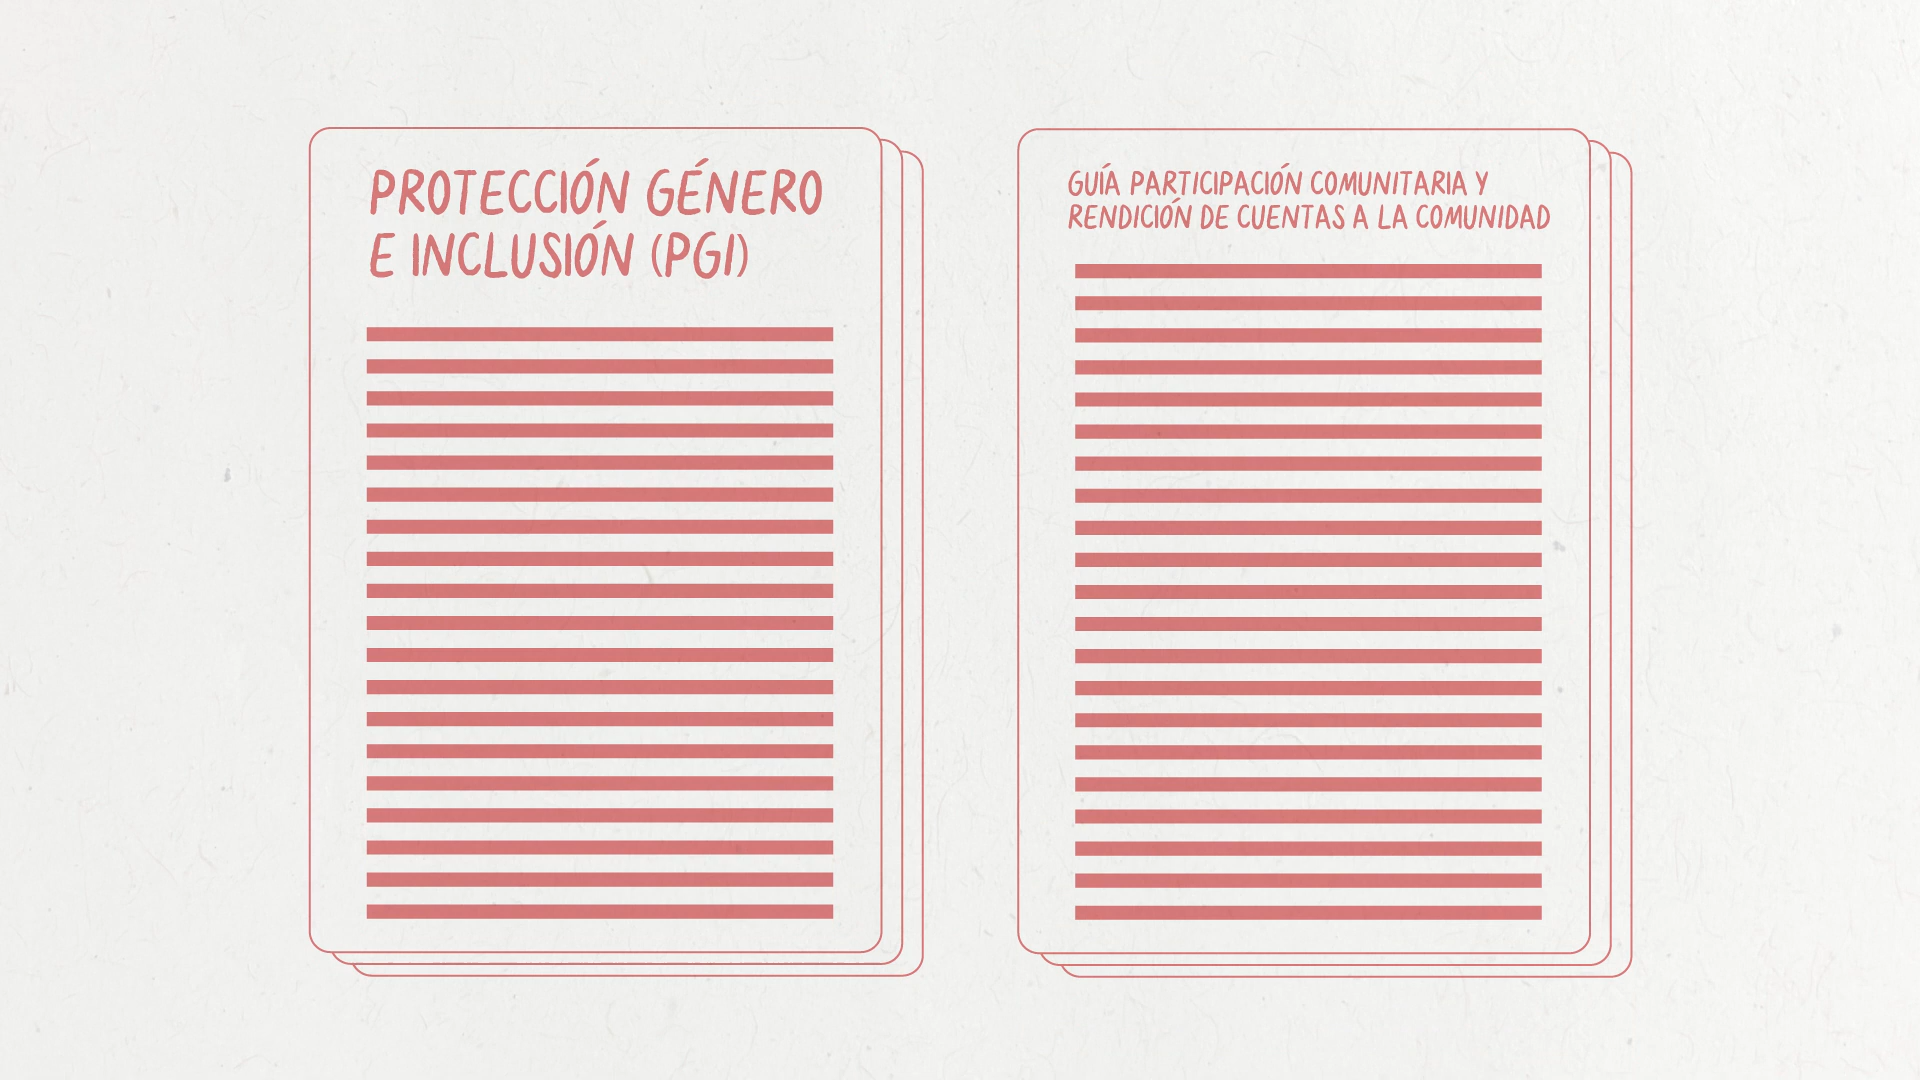 PROTECCIÓN GÉNERO
E INCLUSIÓN (PGI)
GUÍA PARTICIPACIÓN COMUNITARIA Y
RENDICIÓN DE CUENTAS A LA COMUNIDAD